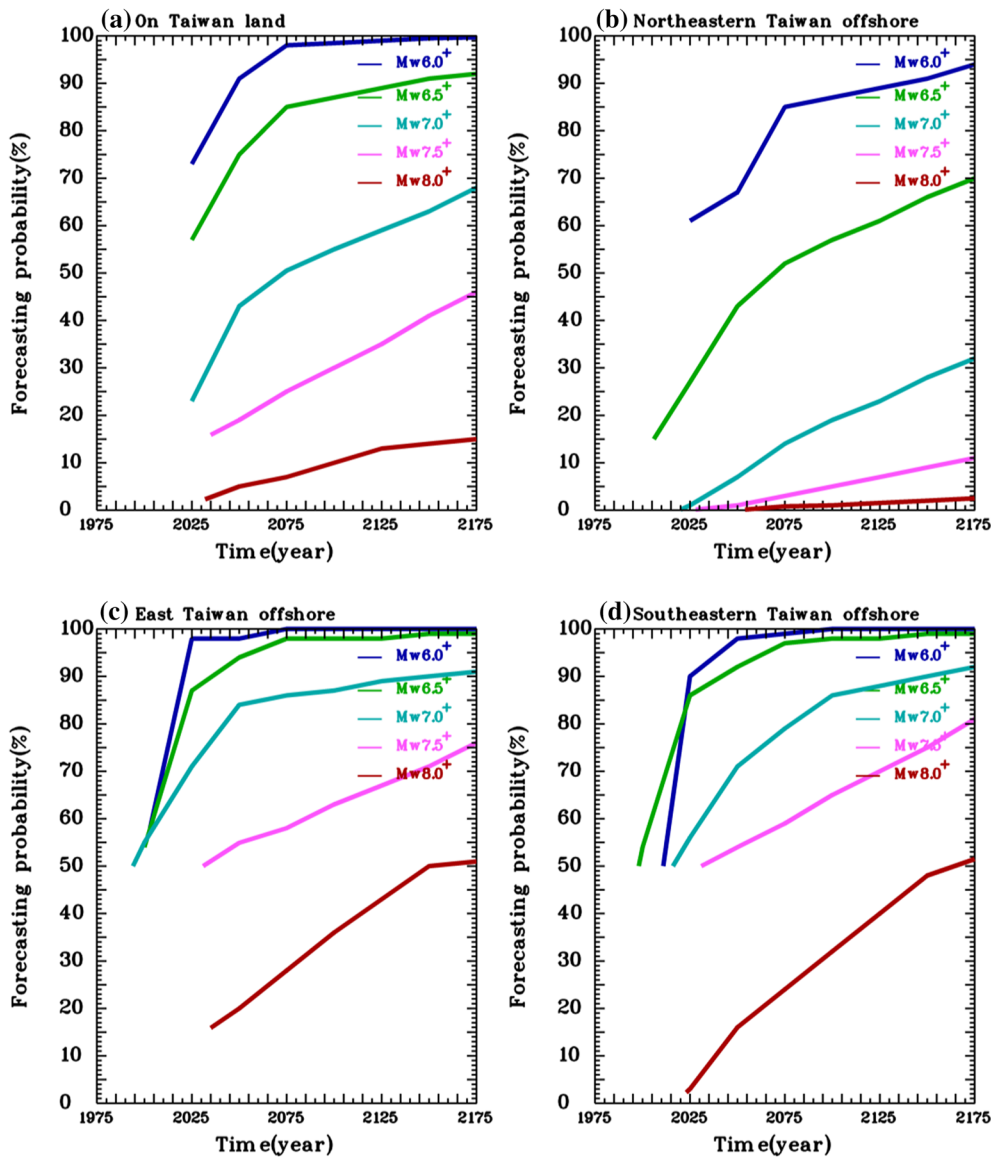 (a) On Taiwan land
Forecasting probability(%)
100
90
80
70
60
50
40
30
20
10
0
Mw6.0+
Mw6.5+
Mw7.0+
Mw7.5+
Mw8.0+
1975 2025 2075 2125 2175
Time(year)
(b) Northeastern Taiwan offshore
Forecasting probability(%)
100
90
80
70
60
50
40
30
20
10
0
Mw6.0+
Mw6.5+
Mw7.0+
Mw7.5+
Mw8.0+
1975 2025 2075 2125 2175
Time(year)
(c) East Taiwan offshore
Forecasting probability(%)
100
90
80
70
60
50
40
30
20
10
0
Mw6.0+
Mw6.5+
Mw7.0+
Mw7.5+
Mw8.0+
1975 2025 2075 2125 2175
Time(year)
(d) Southeastern Taiwan offshore
Forecasting probability(%)
100
90
80
70
60
50
40
30
20
10
0
Mw6.0+
Mw6.5+
Mw7.0+
Mw7.5+
Mw8.0+
1975 2025 2075 2125 2175
Time(year)